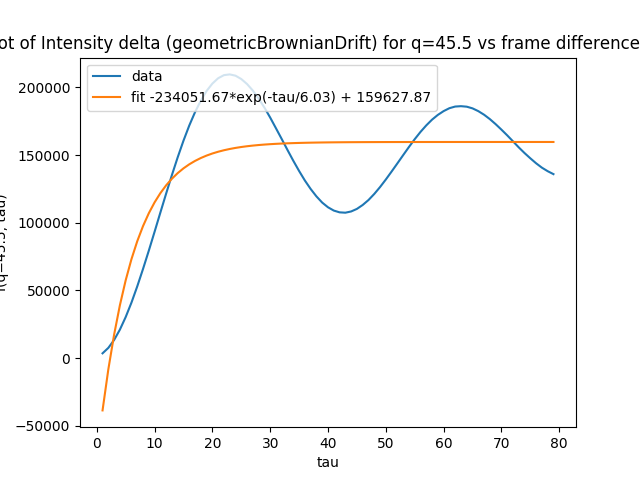 ot of Intensity delta (geometricBrownianDrift) for q=45.5 vs frame difference
data
fit -234051.67*exp(-tau/6.03) + 159627.87
200000
150000
100000
50000
0
−50000
0 10 20 30 40 50 60 70 80
tau